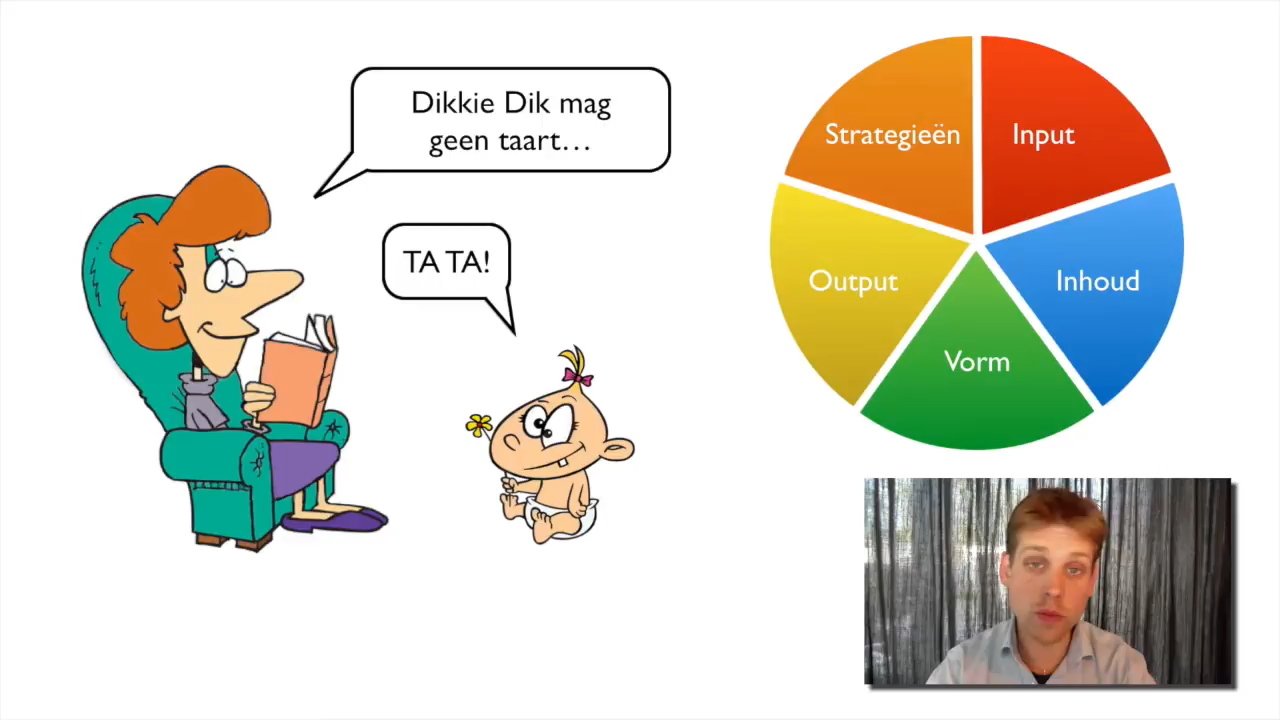 Dikkie Dik mag
geen taart...
TA TA!
Strategieën
Input
Output
Inhoud
Vorm